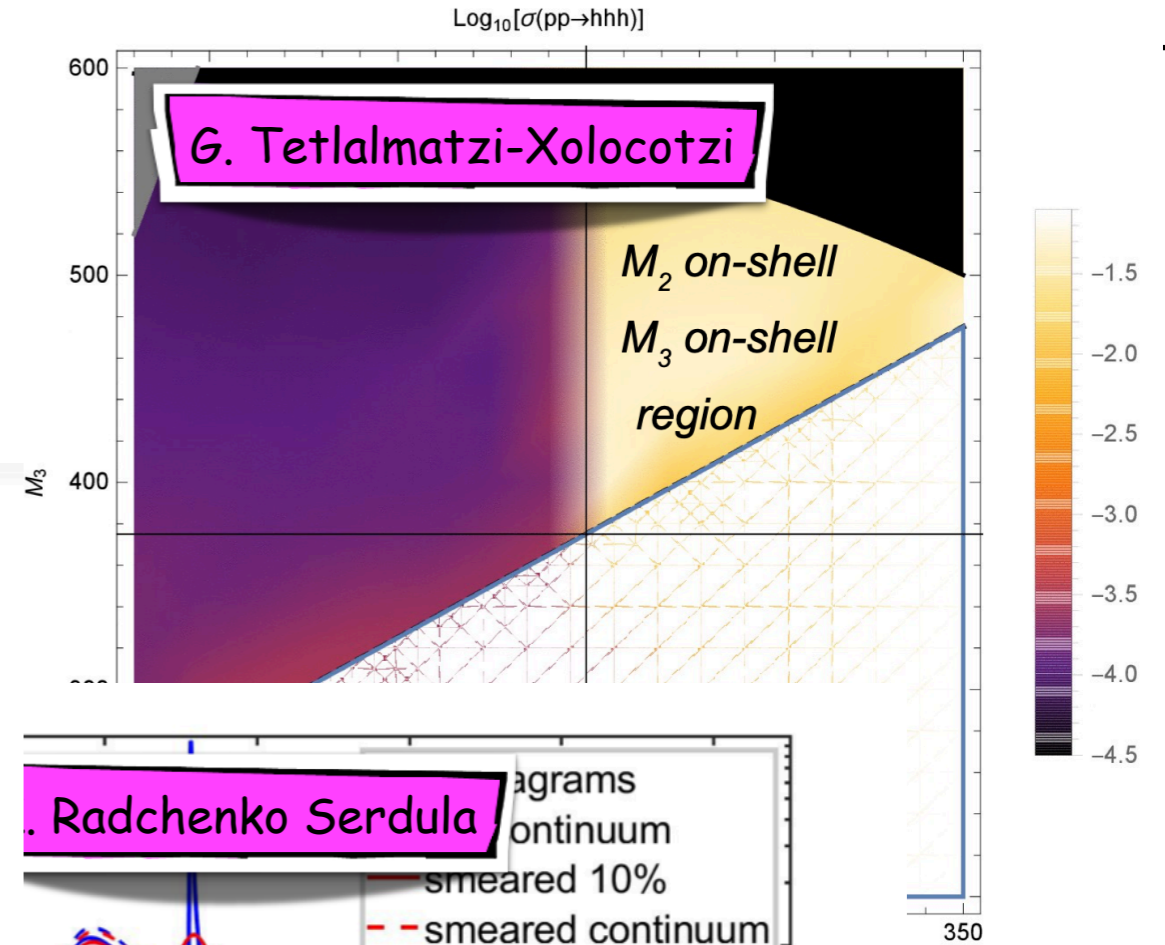 Log₁₀[σ(pp→hhh)]
600
G. Tetlalmatzi-Xolocotzi
M₂ on-shell
500
M₃ on-shell
region
M₃
400
-1.5
-2.0
-2.5
-3.0
-3.5
-4.0
-4.5
agrams
. Radchenko Serdula
ontinuum
smeared 10%
smeared continuum
350